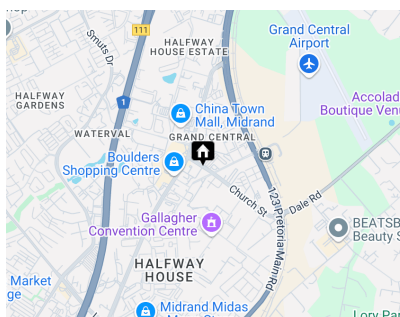 hop
Smuts Dr
111
HALFWAY
HOUSE ESTATE
Grand Central
Airport
HALFWAY
GARDENS
1
China Town
Mall, Midrand
Accolad
Boutique Venu
WATERVAL
GRAND CENTRAL
Boulders
Shopping Centre
Church St
123 Pretoria Main Rd
Dale Rd
Gallagher
Convention Centre
BEATSB
Beauty S
HALFWAY
HOUSE
Market
ge
Midrand Midas
Lory Par